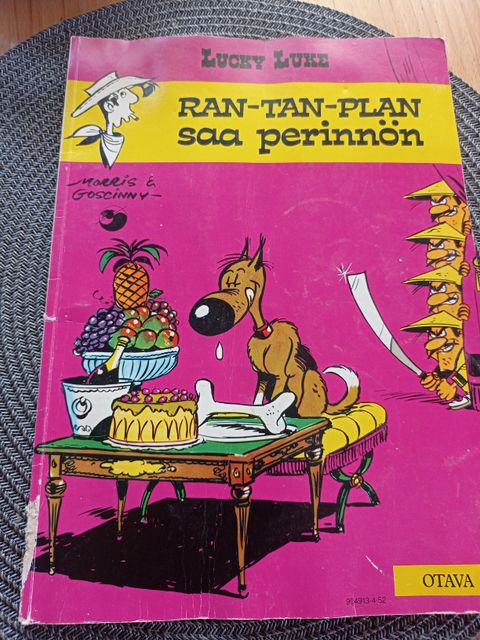 LUCKY LUKE
RAN-TAN-PLAN
saa perinnön
MORRIS &
GOSCINNY
OTAVA